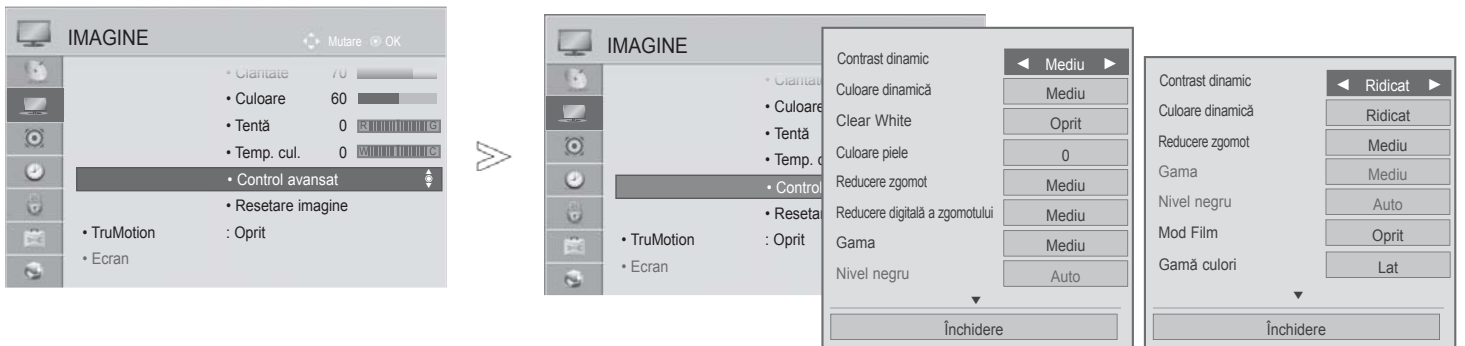 IMAGINE
Mutare OK
• Claritate 70
• Culoare 60
• Tentă 0 R G
• Temp. cul. 0 W C
• Control avansat
• Resetare imagine
• TruMotion : Oprit
• Ecran
IMAGINE
• Claritat
• Culoare
• Tentă
• Temp. c
• Control
• Reseta
• TruMotion : Oprit
• Ecran
Contrast dinamic ◄ Mediu ►
Culoare dinamică Mediu
Clear White Oprit
Culoare piele 0
Reducere zgomot Mediu
Reducere digitală a zgomotului Mediu
Gama Mediu
Nivel negru Auto
▼
Închidere
Contrast dinamic ◄ Ridicat ►
Culoare dinamică Ridicat
Reducere zgomot Mediu
Gama Mediu
Nivel negru Auto
Mod Film Oprit
Gamă culori Lat
▼
Închidere